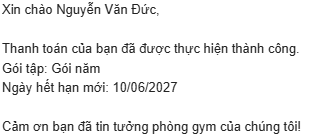 Xin chào Nguyễn Văn Đức,
Thanh toán của bạn đã được thực hiện thành công.
Gói tập: Gói năm
Ngày hết hạn mới: 10/06/2027
Cảm ơn bạn đã tin tưởng phòng gym của chúng tôi!